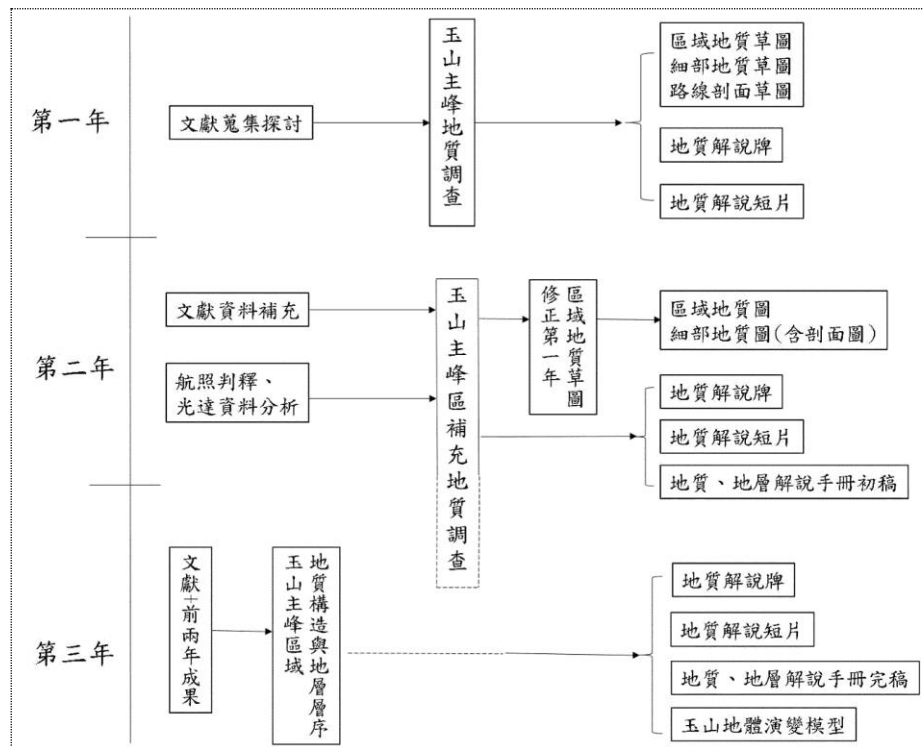 第一年
文獻蒐集探討
玉山主峰地質調查
區域地質草圖
細部地質草圖
路線剖面草圖
地質解說牌
地質解說短片
第二年
文獻資料補充
航照判釋、
光達資料分析
玉山主峰區補充地質調查
修正第一年
區域地質草圖
區域地質圖
細部地質圖(含剖面圖)
地質解說牌
地質解說短片
地質、地層解說手冊初稿
第三年
文獻+前兩年成果
玉山主峰區域
地質構造與地層層序
地質解說牌
地質解說短片
地質、地層解說手冊完稿
玉山地體演變模型